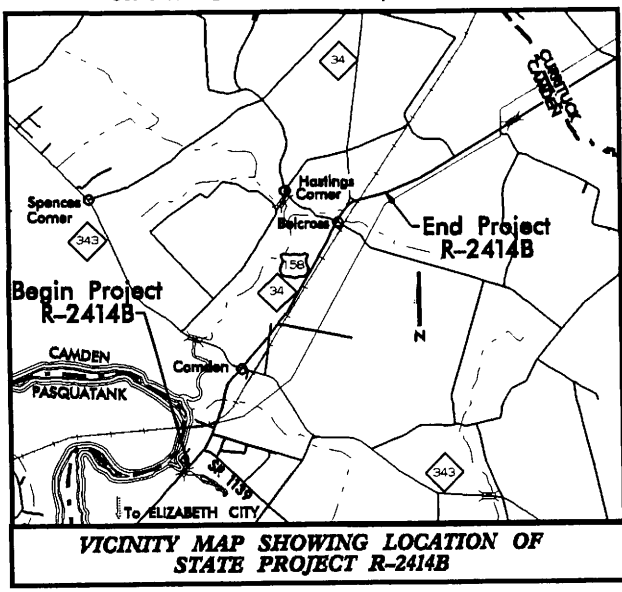 34
CURRITUCK
CAMDEN
Hastings
Corner
Spences
Corner
Belcross
343
End Project
R-2414B
158
34
Begin Project
R-2414B
N
CAMDEN
Camden
PASQUATANK
SR 1139
343
To ELIZABETH CITY
VICINITY MAP SHOWING LOCATION OF
STATE PROJECT R-2414B